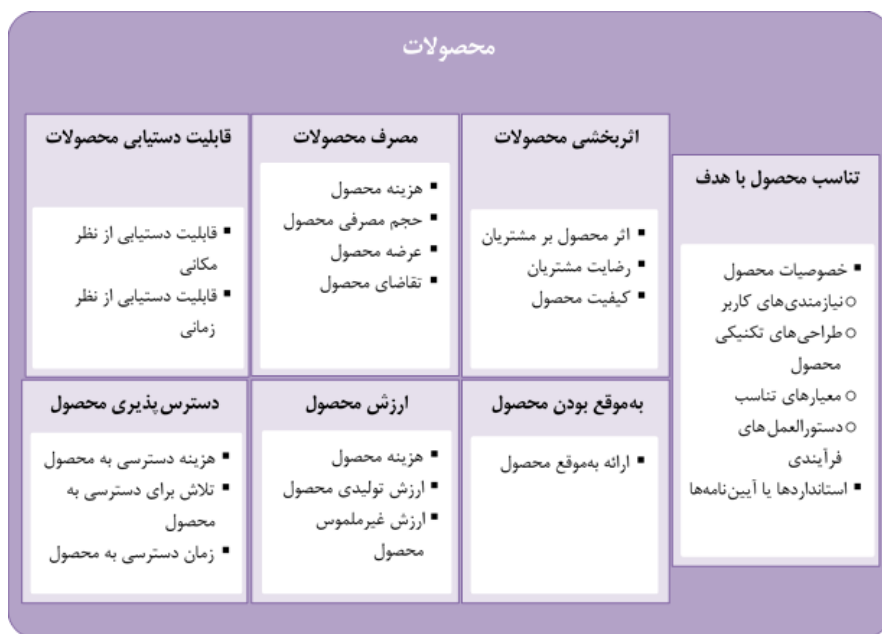 محصولات
تناسب محصول با هدف
▪ خصوصیات محصول
○ نیازمندی‌های کاربر
○ طراحی‌های تکنیکی
محصول
○ معیارهای تناسب
○ دستورالعمل‌های
فرآیندی
▪ استانداردها یا آیین‌نامه‌ها
اثربخشی محصولات
▪ اثر محصول بر مشتریان
▪ رضایت مشتریان
▪ کیفیت محصول
مصرف محصولات
▪ هزینه محصول
▪ حجم مصرفی محصول
▪ عرضه محصول
▪ تقاضای محصول
قابلیت دستیابی محصولات
▪ قابلیت دستیابی از نظر
مکانی
▪ قابلیت دستیابی از نظر
زمانی
به‌موقع بودن محصول
▪ ارائه به‌موقع محصول
ارزش محصول
▪ هزینه محصول
▪ ارزش تولیدی محصول
▪ ارزش غیرملموس
محصول
دسترس‌پذیری محصول
▪ هزینه دسترسی به محصول
▪ تلاش برای دسترسی به
محصول
▪ زمان دسترسی به محصول